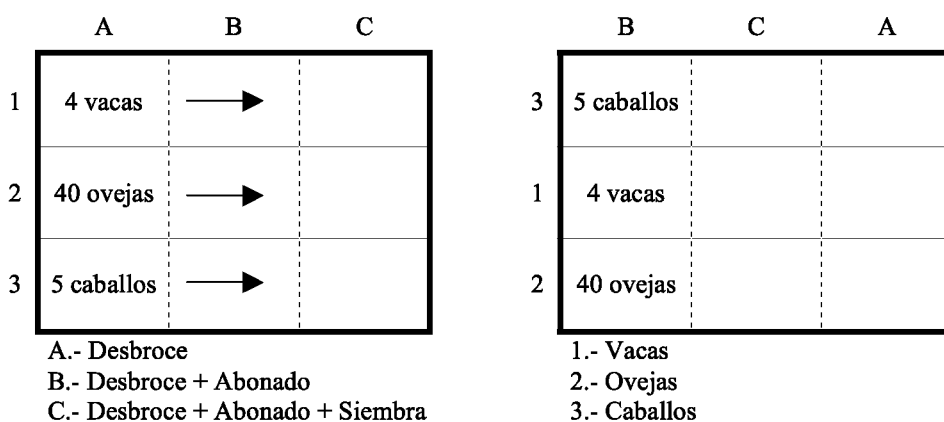 A B C
1 4 vacas
2 40 ovejas
3 5 caballos
A.- Desbroce
B.- Desbroce + Abonado
C.- Desbroce + Abonado + Siembra
B C A
3 5 caballos
1 4 vacas
2 40 ovejas
1.- Vacas
2.- Ovejas
3.- Caballos